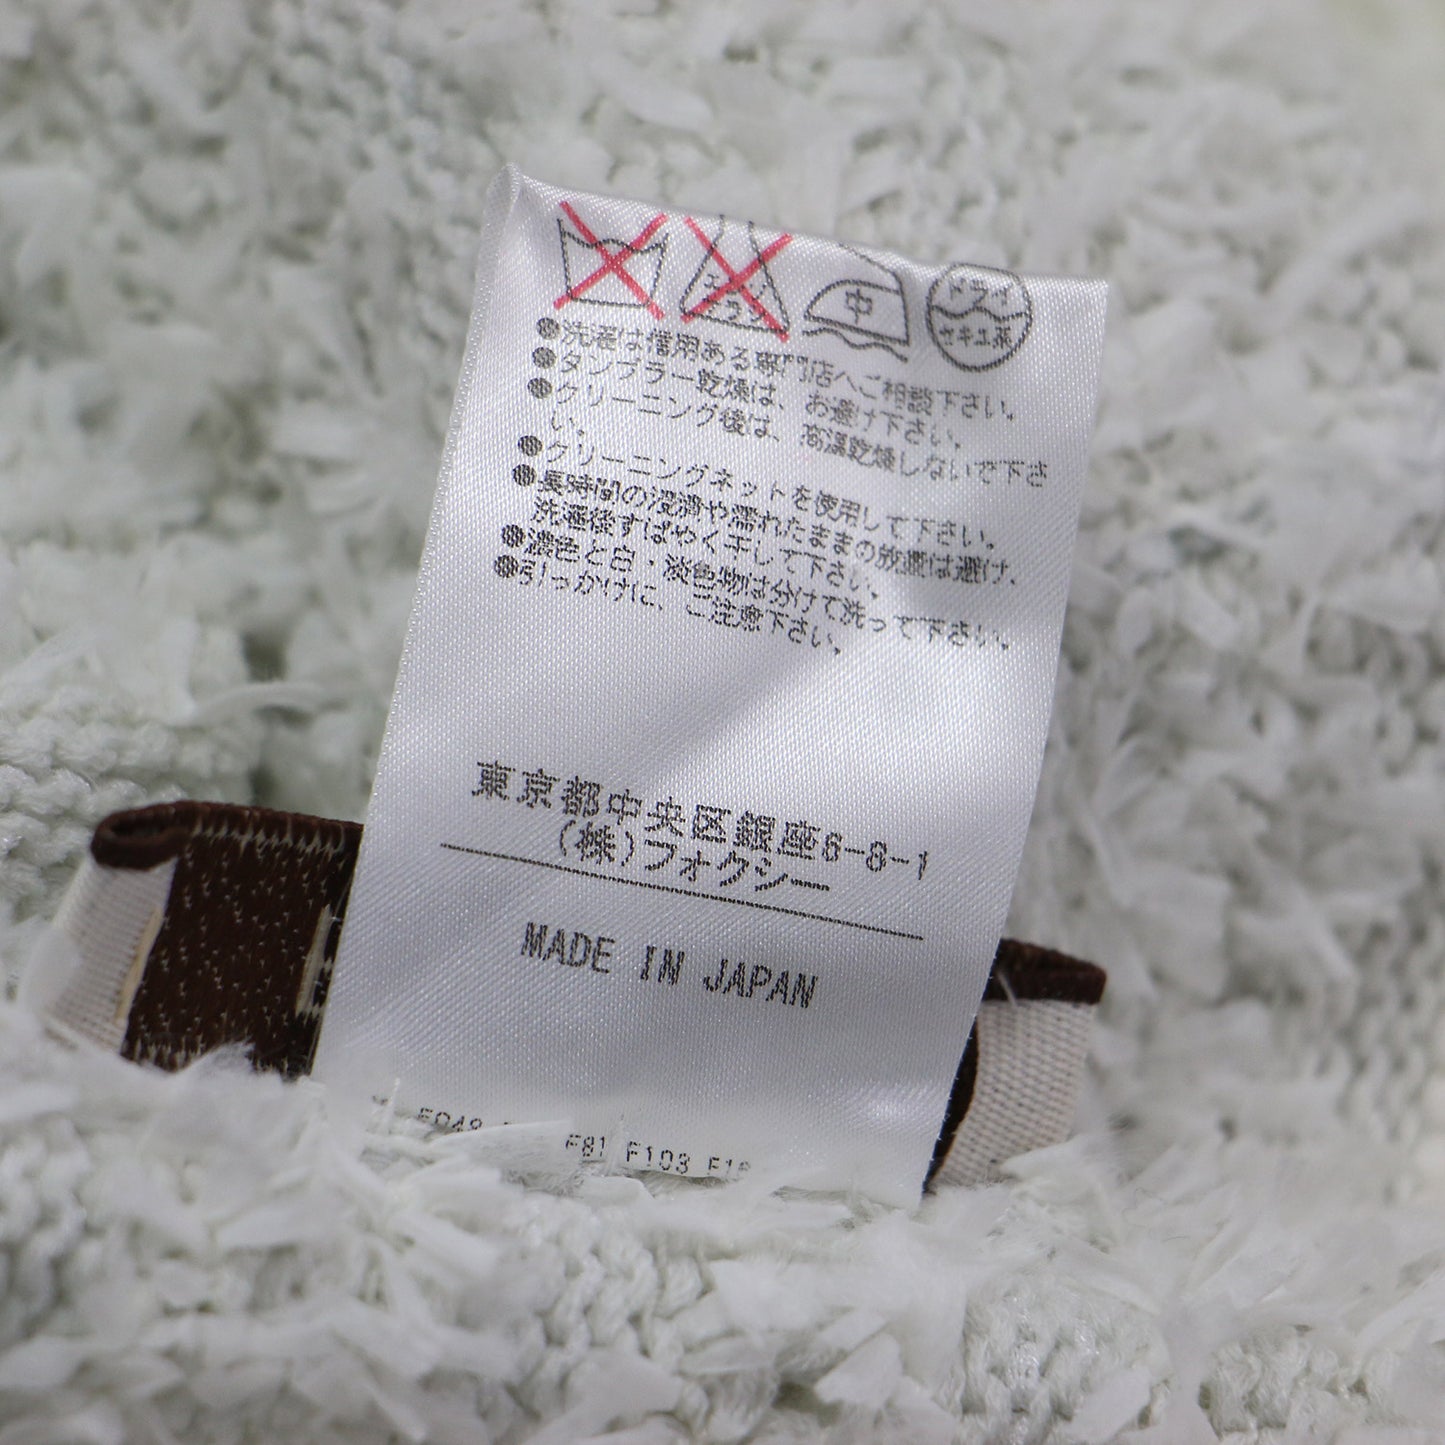 エンソ サラシ 中 ドライ
セキユ系
●洗濯は信用ある専門店へご相談下さい。
●タンブラー乾燥は、お避け下さい。
●クリーニング後は、高温乾燥しないで下さ
い。
●クリーニングネットを使用して下さい。
●長時間の浸漬や濡れたままの放置は避け、
洗濯後すばやく干して下さい。
●濃色と白・淡色物は分けて洗って下さい。
●引っかけに、ご注意下さい。
東京都中央区銀座6-8-1
(株)フォクシー
MADE IN JAPAN
F81 F103